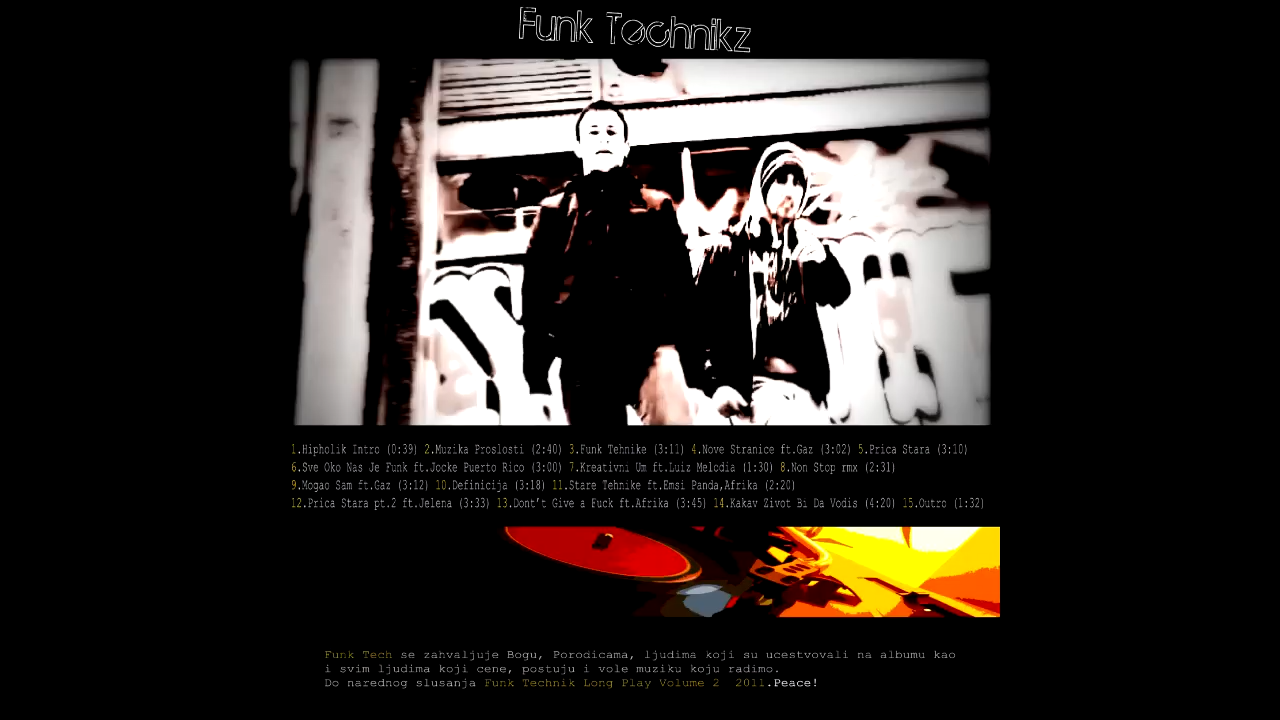 Funk Technikz
1.Hipholik Intro (0:39) 2.Muzika Proslosti (2:40) 3.Funk Tehnike (3:11) 4.Nove Stranice ft.Gaz (3:02) 5.Prica Stara (3:10)
6.Sve Oko Nas Je Funk ft.Jocke Puerto Rico (3:00) 7.Kreativni Um ft.Luiz Melodia (1:30) 8.Non Stop rmx (2:31)
9.Mogao Sam ft.Gaz (3:12) 10.Definicija (3:18) 11.Stare Tehnike ft.Emsi Panda,Afrika (2:20)
12.Prica Stara pt.2 ft.Jelena (3:33) 13.Dont't Give a Fuck ft.Afrika (3:45) 14.Kakav Zivot Bi Da Vodis (4:20) 15.Outro (1:32)
Funk Tech se zahvaljuje Bogu, Porodicama, ljudima koji su ucestvovali na albumu kao
i svim ljudima koji cene, postuju i vole muziku koju radimo.
Do narednog slusanja Funk Technik Long Play Volume 2 2011.Peace!